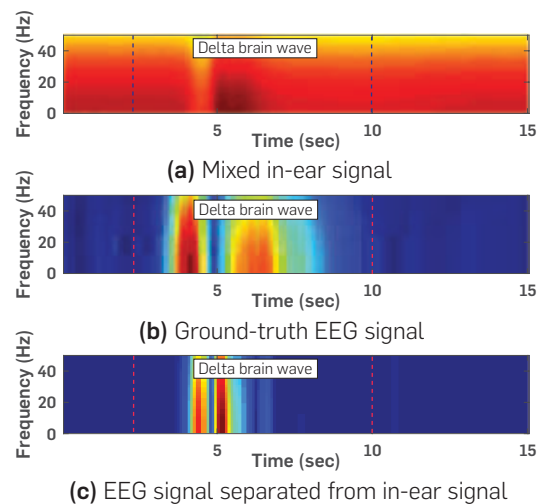 Frequency (Hz)
40
20
0
Delta brain wave
5
10
15
Time (sec)
(a) Mixed in-ear signal
Frequency (Hz)
40
20
0
Delta brain wave
5
10
15
Time (sec)
(b) Ground-truth EEG signal
Frequency (Hz)
40
20
0
Delta brain wave
5
10
15
Time (sec)
(c) EEG signal separated from in-ear signal